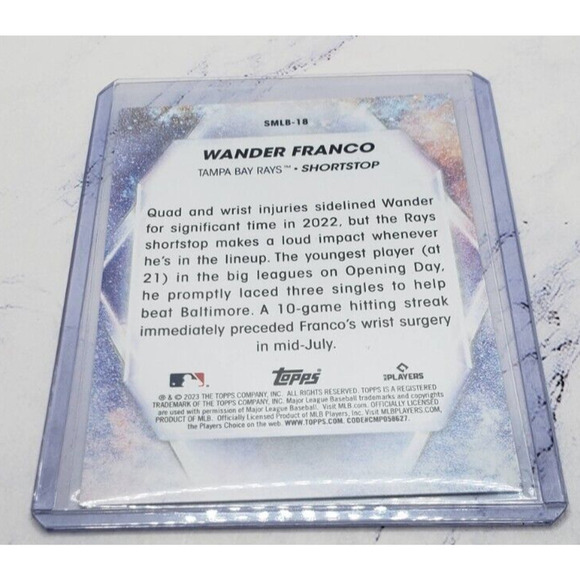 SMLB-18
WANDER FRANCO
TAMPA BAY RAYS™ • SHORTSTOP
Quad and wrist injuries sidelined Wander
for significant time in 2022, but the Rays
shortstop makes a loud impact whenever
he's in the lineup. The youngest player (at
21) in the big leagues on Opening Day,
he promptly laced three singles to help
beat Baltimore. A 10-game hitting streak
immediately preceded Franco's wrist surgery
in mid-July.
Topps
PLAYERS
® & © 2023 THE TOPPS COMPANY, INC. ALL RIGHTS RESERVED. TOPPS IS A REGISTERED
TRADEMARK OF THE TOPPS COMPANY, INC. Major League Baseball trademarks and copyrights
are used with permission of Major League Baseball. Visit MLB.com. OFFICIALLY LICENSED
PRODUCT OF MLB Players, Inc. Visit MLBPLAYERS.COM,
the Players Choice on the web. WWW.TOPPS.COM. CODE#CMP058627.